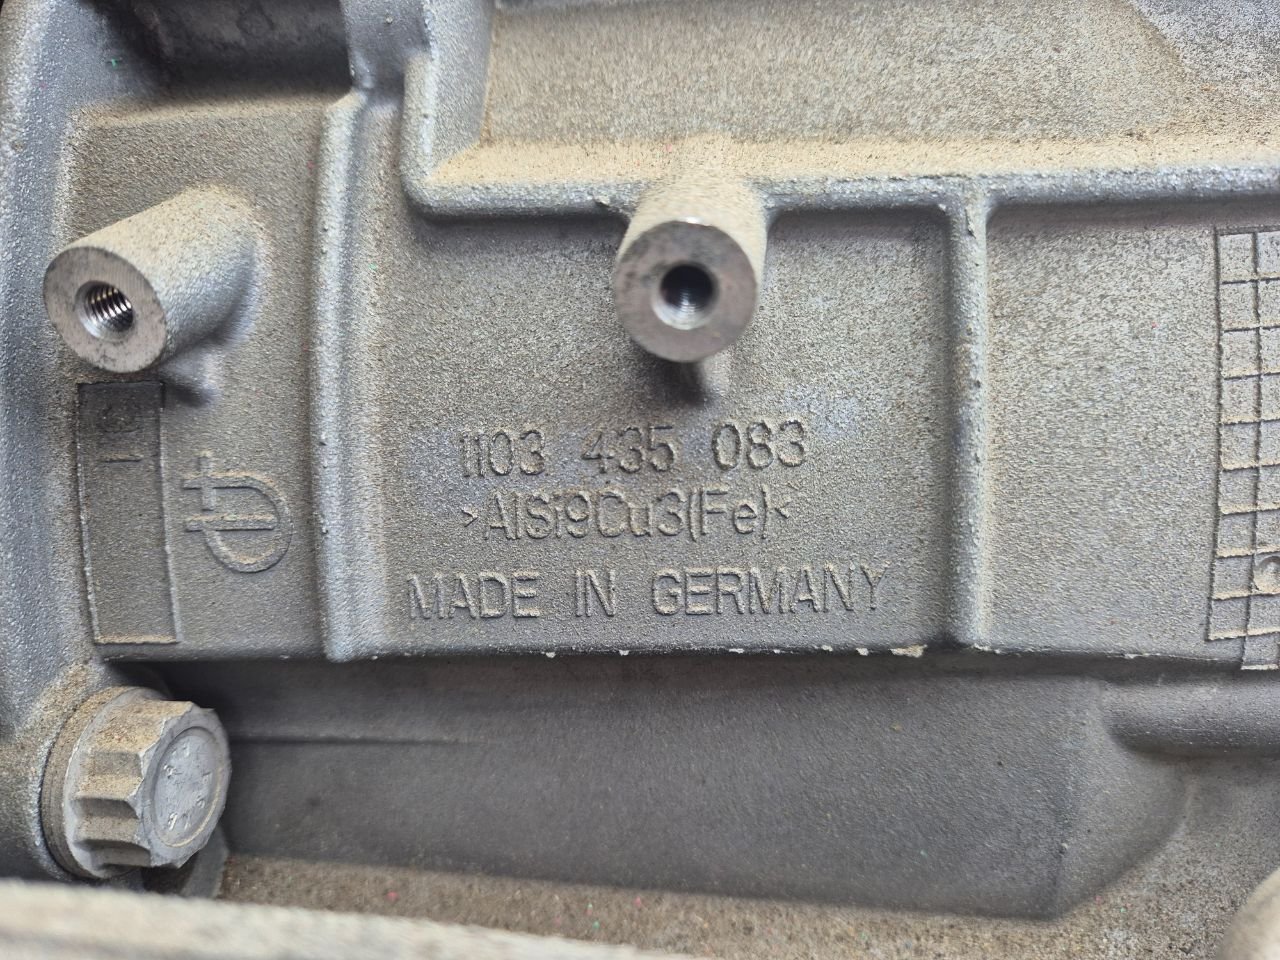 1103 435 083
>AlSi9Cu3(Fe)<
MADE IN GERMANY